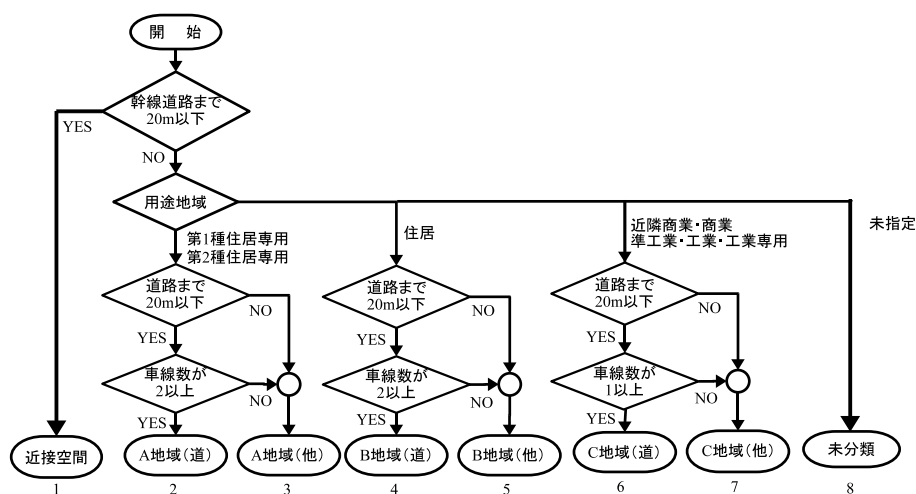 開　始
幹線道路まで
20m以下
YES
NO
用途地域
未指定
第1種住居専用
第2種住居専用
住居
近隣商業・商業
準工業・工業・工業専用
道路まで
20m以下
NO
YES
道路まで
20m以下
NO
YES
道路まで
20m以下
NO
YES
車線数が
2以上
NO
YES
車線数が
2以上
NO
YES
車線数が
1以上
NO
YES
近接空間
A地域(道)
A地域(他)
B地域(道)
B地域(他)
C地域(道)
C地域(他)
未分類
1
2
3
4
5
6
7
8